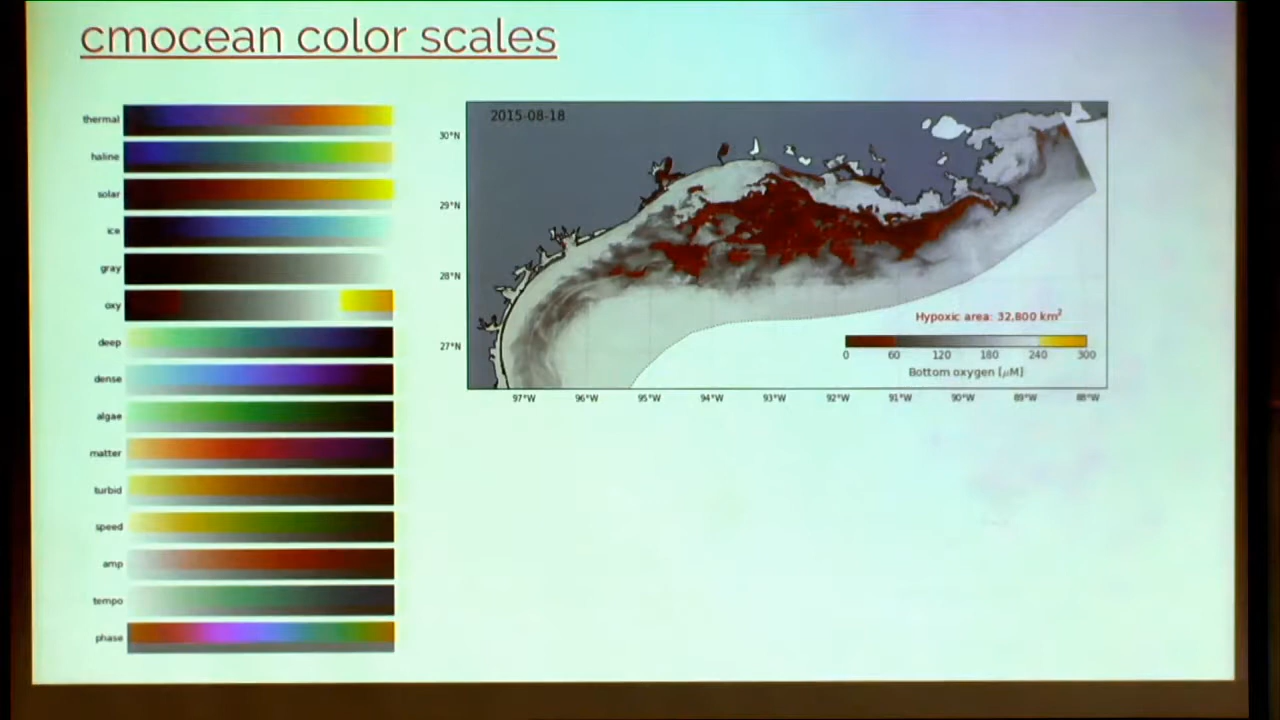 cmocean color scales
thermal
haline
solar
ice
gray
oxy
deep
dense
algae
matter
turbid
speed
amp
tempo
phase
2015-08-18
30°N
29°N
28°N
27°N
Hypoxic area: 32,800 km²
0 60 120 180 240 300
Bottom oxygen [μM]
97°W 96°W 95°W 94°W 93°W 92°W 91°W 90°W 89°W 88°W